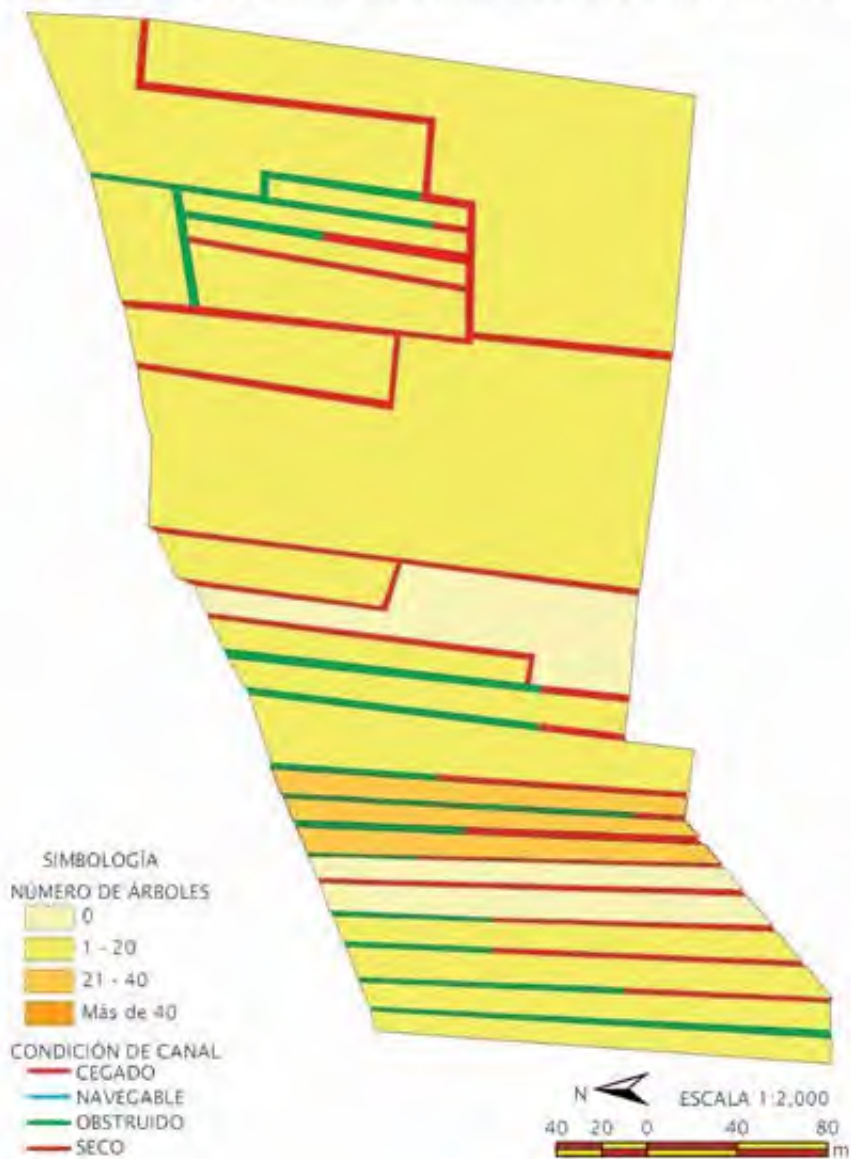 SIMBOLOGÍA
NÚMERO DE ÁRBOLES
0
1 - 20
21 - 40
Más de 40
CONDICIÓN DE CANAL
CEGADO
NAVEGABLE
OBSTRUIDO
SECO
N
ESCALA 1:2,000
40 20 0 40 80
m